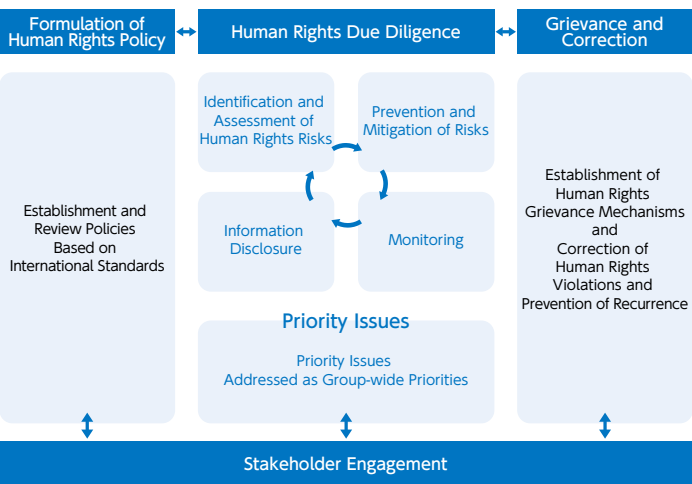 Formulation of
Human Rights Policy
Human Rights Due Diligence
Grievance and
Correction
Establishment and
Review Policies
Based on
International Standards
Identification and
Assessment of
Human Rights Risks
Prevention and
Mitigation of Risks
Information
Disclosure
Monitoring
Priority Issues
Priority Issues
Addressed as Group-wide Priorities
Establishment of
Human Rights
Grievance Mechanisms
and
Correction of
Human Rights
Violations and
Prevention of Recurrence
Stakeholder Engagement